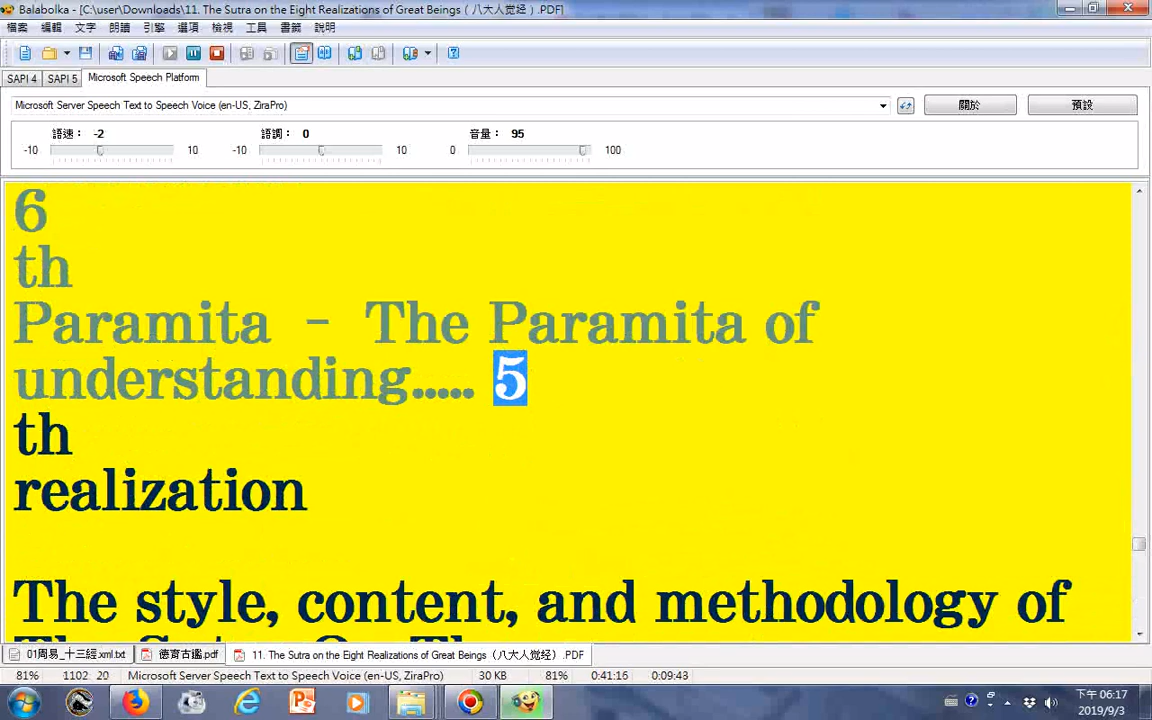 Balabolka - [C:\user\Downloads\11. The Sutra on the Eight Realizations of Great Beings（八大人觉经）.PDF]
檔案 編輯 文字 朗讀 引擎 選項 檢視 工具 書籤 說明
SAPI 4 SAPI 5 Microsoft Speech Platform
Microsoft Server Speech Text to Speech Voice (en-US, ZiraPro) 關於 預設
語速： -2 語調： 0 音量： 95
-10 10 -10 10 0 100
6
th
Paramita - The Paramita of
understanding..... 5
th
realization
The style, content, and methodology of
01周易_十三經.xml.txt 德育古鑑.pdf 11. The Sutra on the Eight Realizations of Great Beings（八大人觉经）.PDF
81% 1102 20 Microsoft Server Speech Text to Speech Voice (en-US, ZiraPro) 30 KB 81% 0:41:16 0:09:43
下午 06:17
2019/9/3